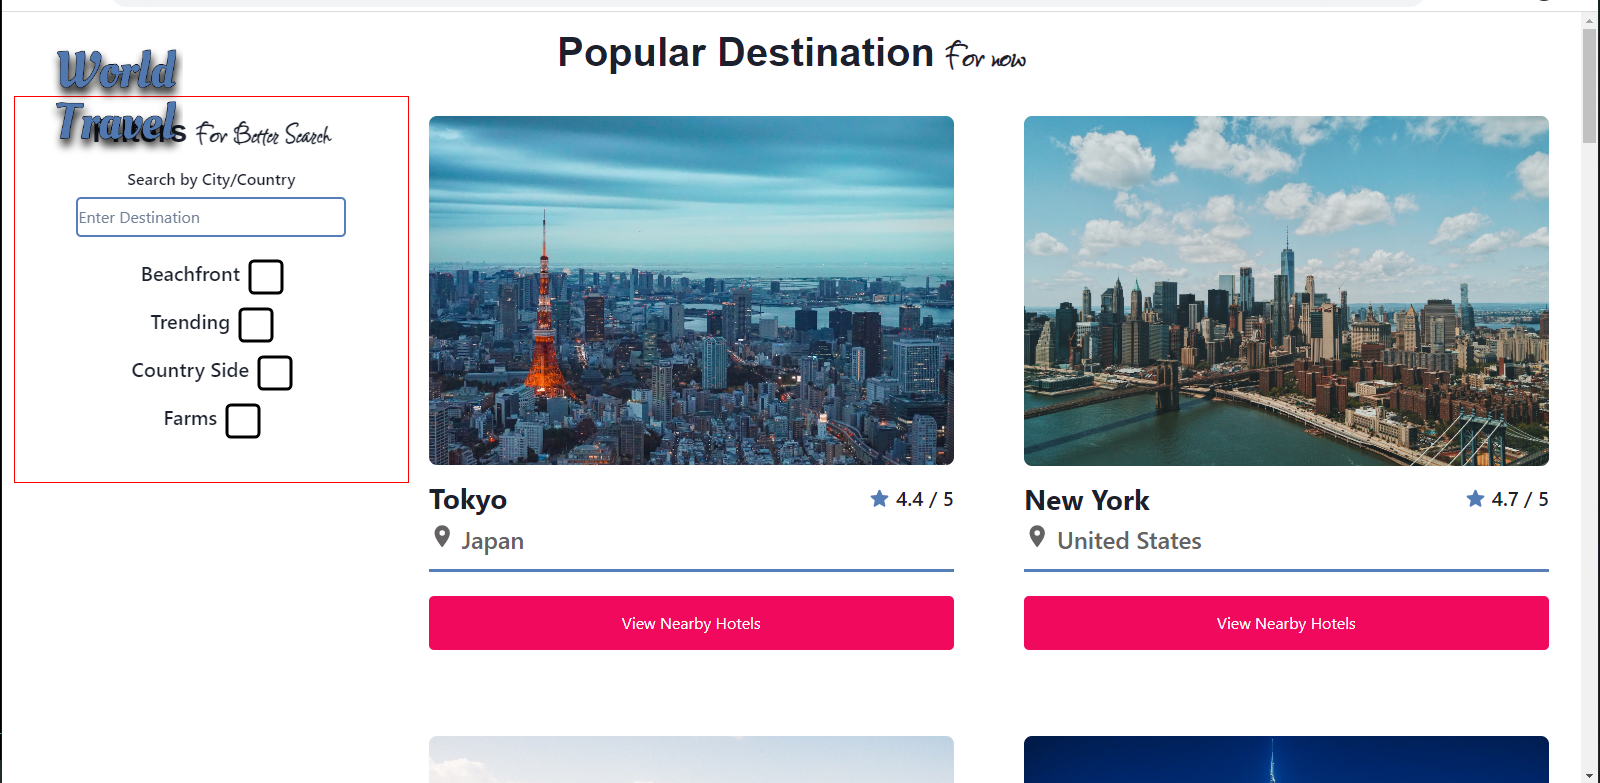 World
Travel
Popular Destination For now
For Better Search
Search by City/Country
Enter Destination
Beachfront
Trending
Country Side
Farms
Tokyo
4.4 / 5
Japan
View Nearby Hotels
New York
4.7 / 5
United States
View Nearby Hotels